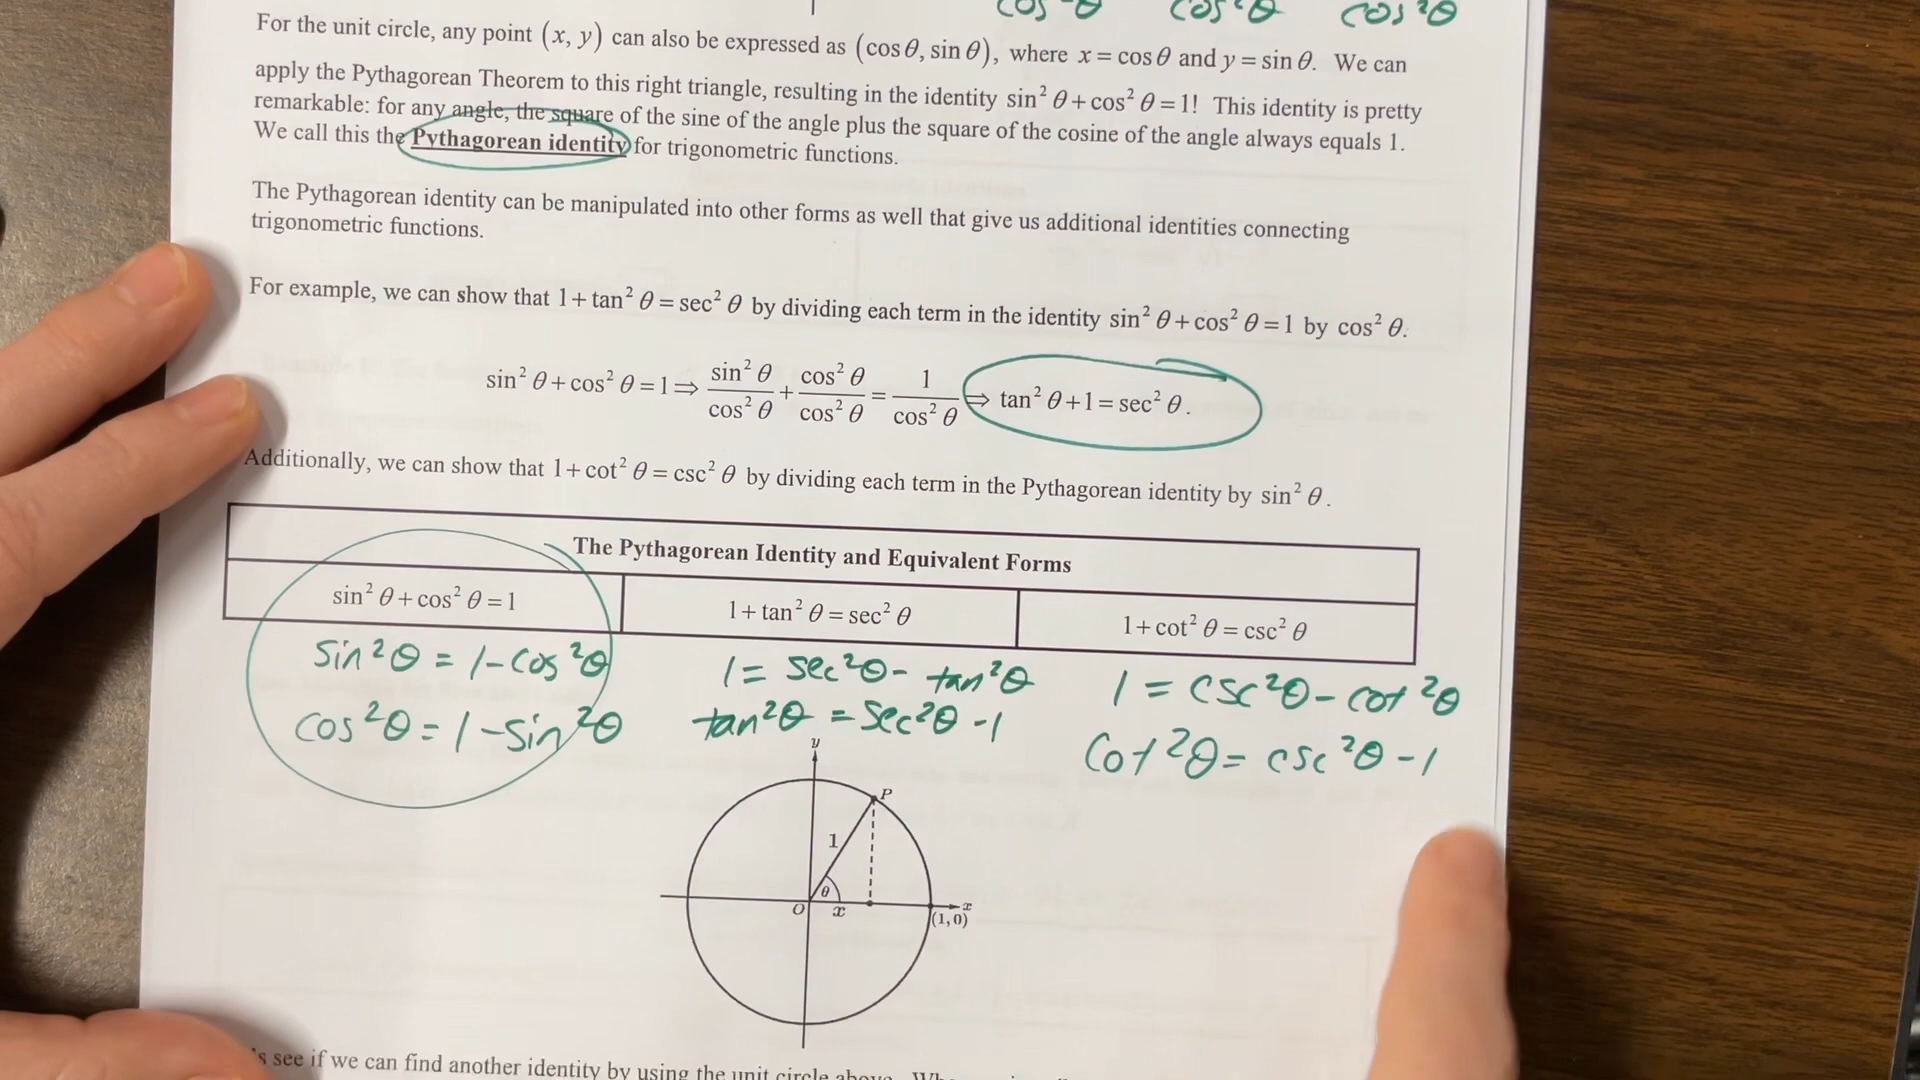 cos²θ cos²θ cos²θ
For the unit circle, any point (x, y) can also be expressed as (cos θ, sin θ), where x = cos θ and y = sin θ. We can
apply the Pythagorean Theorem to this right triangle, resulting in the identity sin² θ + cos² θ = 1! This identity is pretty
remarkable: for any angle, the square of the sine of the angle plus the square of the cosine of the angle always equals 1.
We call this the Pythagorean identity for trigonometric functions.
The Pythagorean identity can be manipulated into other forms as well that give us additional identities connecting
trigonometric functions.
For example, we can show that 1 + tan² θ = sec² θ by dividing each term in the identity sin² θ + cos² θ = 1 by cos² θ.
sin² θ + cos² θ = 1 ⇒ sin² θ / cos² θ + cos² θ / cos² θ = 1 / cos² θ ⇒ tan² θ + 1 = sec² θ.
Additionally, we can show that 1 + cot² θ = csc² θ by dividing each term in the Pythagorean identity by sin² θ.
The Pythagorean Identity and Equivalent Forms
sin² θ + cos² θ = 1
1 + tan² θ = sec² θ
1 + cot² θ = csc² θ
sin²θ = 1 - cos²θ
cos²θ = 1 - sin²θ
1 = sec²θ - tan²θ
tan²θ = sec²θ - 1
1 = csc²θ - cot²θ
cot²θ = csc²θ - 1
y
P
1
θ
O x
x
(1, 0)
's see if we can find another identity by using the unit circle above.